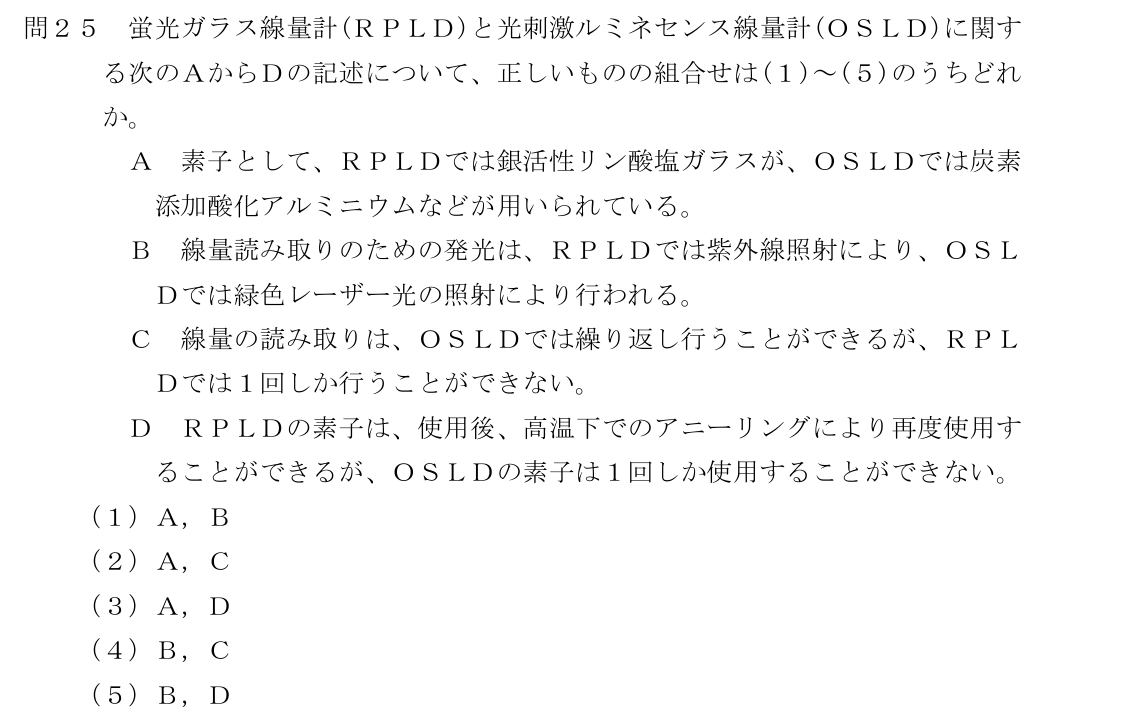 問２５　蛍光ガラス線量計(ＲＰＬＤ)と光刺激ルミネセンス線量計(ＯＳＬＤ)に関す
る次のＡからＤの記述について、正しいものの組合せは(１)～(５)のうちどれ
か。
Ａ　素子として、ＲＰＬＤでは銀活性リン酸塩ガラスが、ＯＳＬＤでは炭素
添加酸化アルミニウムなどが用いられている。
Ｂ　線量読み取りのための発光は、ＲＰＬＤでは紫外線照射により、ＯＳＬ
Ｄでは緑色レーザー光の照射により行われる。
Ｃ　線量の読み取りは、ＯＳＬＤでは繰り返し行うことができるが、ＲＰＬ
Ｄでは１回しか行うことができない。
Ｄ　ＲＰＬＤの素子は、使用後、高温下でのアニーリングにより再度使用す
ることができるが、ＯＳＬＤの素子は１回しか使用することができない。
(１) Ａ，Ｂ
(２) Ａ，Ｃ
(３) Ａ，Ｄ
(４) Ｂ，Ｃ
(５) Ｂ，Ｄ